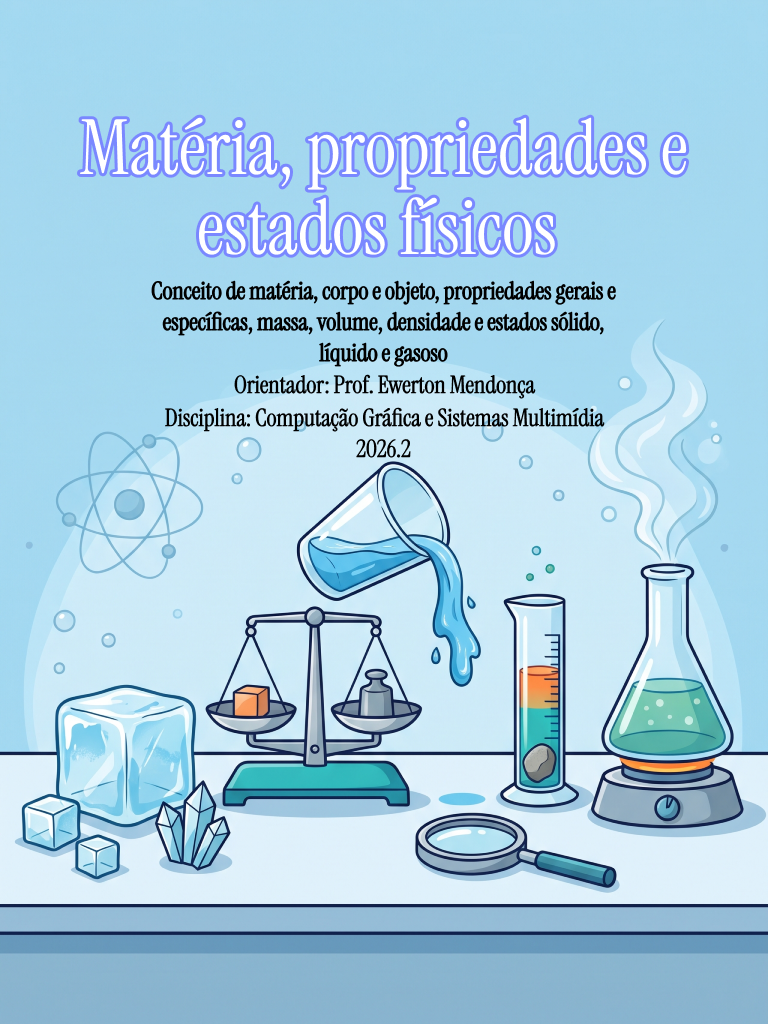 Matéria, propriedades e
estados físicos
Conceito de matéria, corpo e objeto, propriedades gerais e
específicas, massa, volume, densidade e estados sólido,
líquido e gasoso
Orientador: Prof. Ewerton Mendonça
Disciplina: Computação Gráfica e Sistemas Multimídia
2026.2